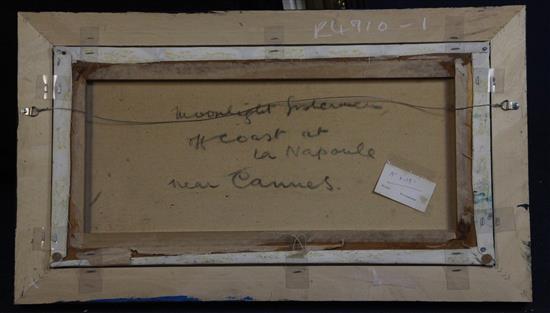 R4910-1
Moonlight fishermen
off coast at
La Napoule
near Cannes.